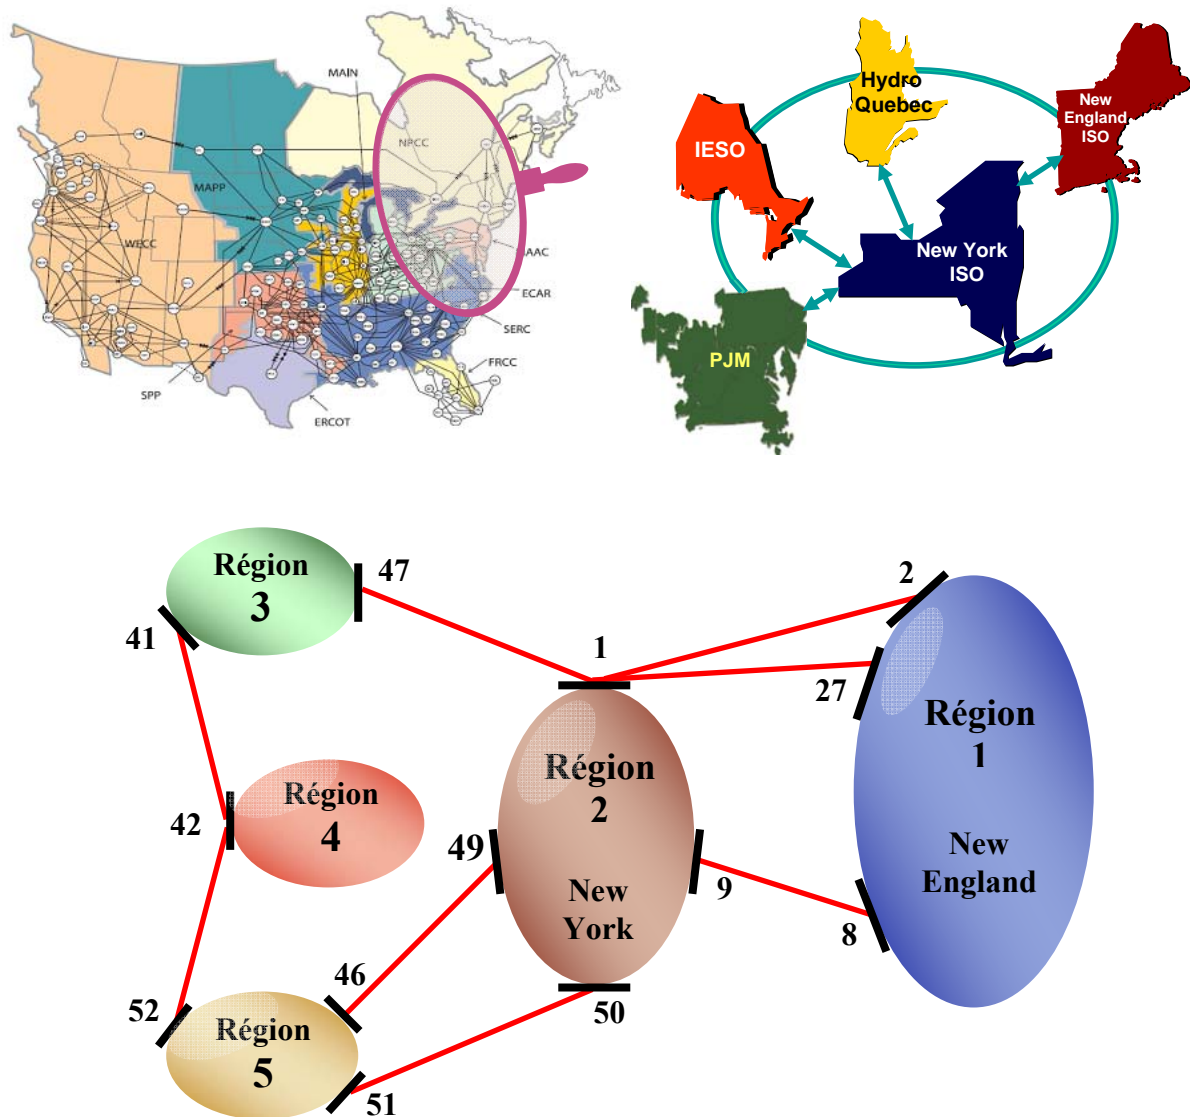 MAIN
NPCC
MAPP
WECC
MAAC
ECAR
SERC
FRCC
SPP
ERCOT
Hydro
Quebec
New
England
ISO
IESO
New York
ISO
PJM
Région
3
47
41
2
1
27
Région
1
New
England
Région
2
New
York
Région
4
42
49
9
8
46
52
50
Région
5
51